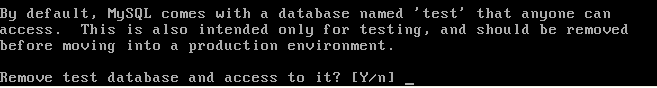 By default, MySQL comes with a database named 'test' that anyone can
access.  This is also intended only for testing, and should be removed
before moving into a production environment.
Remove test database and access to it? [Y/n] _